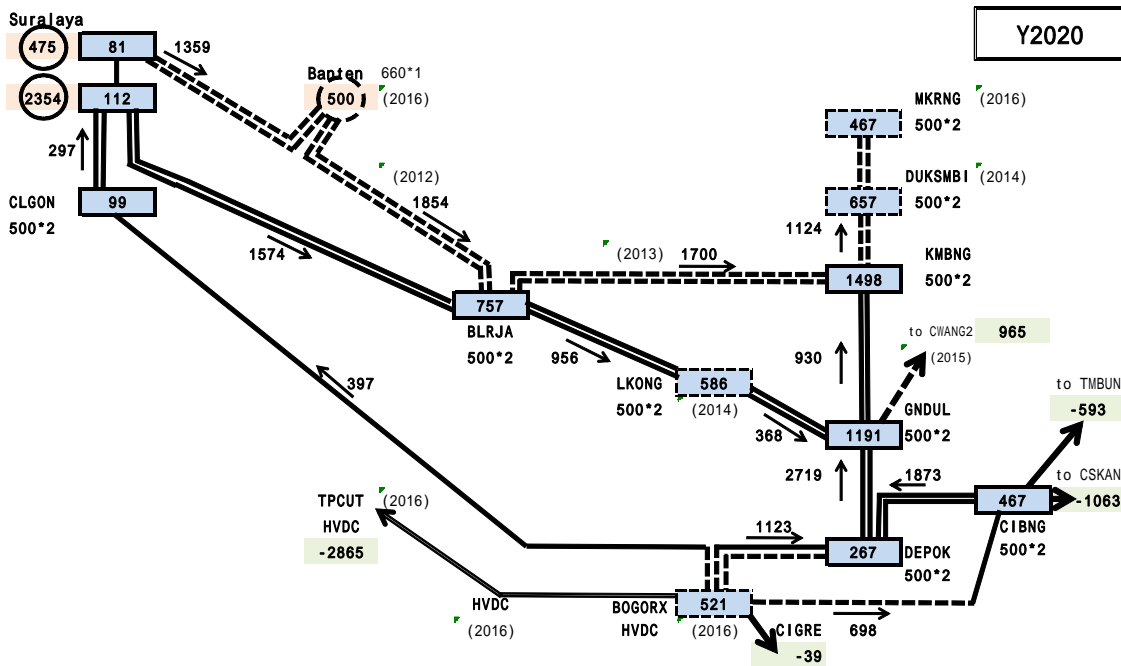 Suralaya
Y2020
475
81
1359
Banten 660*1
2354
112
500
(2016)
MKRNG (2016)
467
500*2
297
(2012)
DUKSMBI (2014)
CLGON
99
1854
657
500*2
500*2
1124
1574
(2013)
1700
KMBNG
1498
500*2
757
BLRJA
500*2
956
930
to CWANG2 965
(2015)
LKONG
586
500*2
(2014)
397
368
GNDUL
1191
500*2
to TMBUN
-593
2719
1873
to CSKAN
-1063
TPCUT (2016)
HVDC
-2865
467
CIBNG
500*2
1123
267
DEPOK
500*2
HVDC
(2016)
BOGORX
521
HVDC
(2016)
CIGRE
-39
698